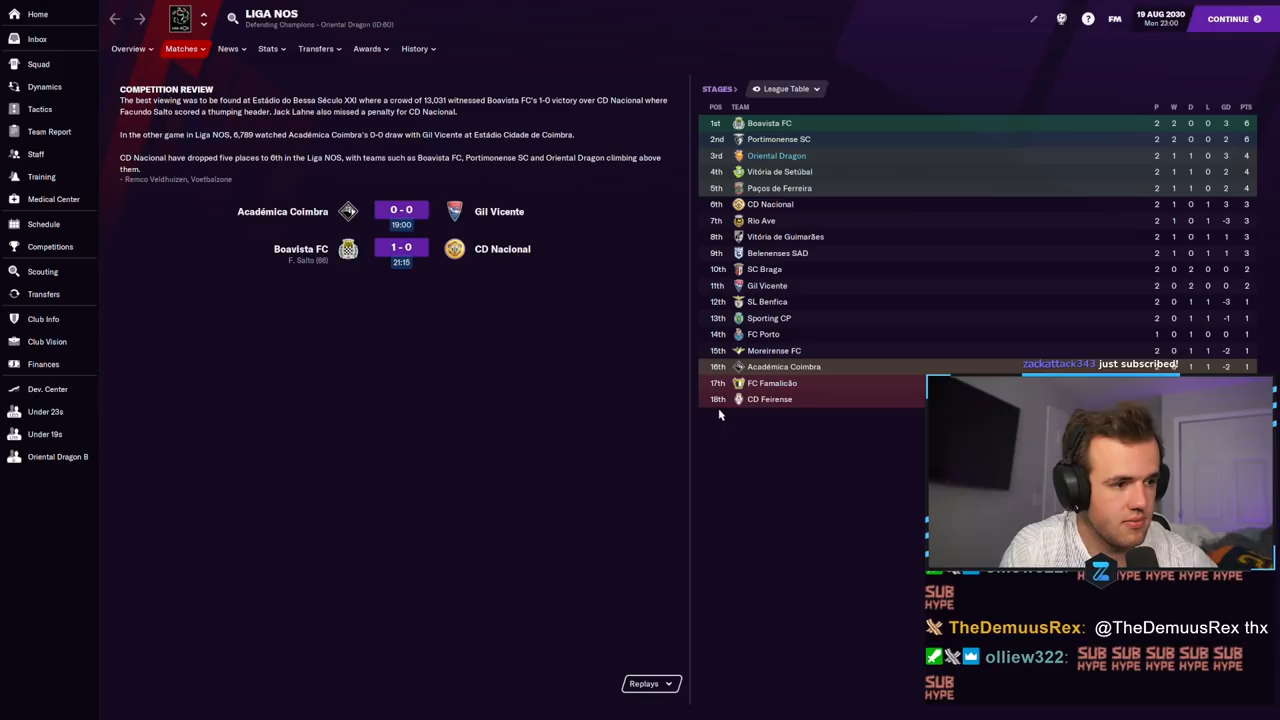 Home
Inbox
Squad
Dynamics
Tactics
Team Report
Staff
Training
Medical Center
Schedule
Competitions
Scouting
Transfers
Club Info
Club Vision
Finances
Dev. Center
Under 23s
Under 19s
Oriental Dragon B
LIGA NOS
Defending Champions - Oriental Dragon (ID:60)
Overview Matches News Stats Transfers Awards History
FM
19 AUG 2030
Mon 23:00
CONTINUE
COMPETITION REVIEW
The best viewing was to be found at Estádio do Bessa Século XXI where a crowd of 13,031 witnessed Boavista FC's 1-0 victory over CD Nacional where
Facundo Salto scored a thumping header. Jack Lahne also missed a penalty for CD Nacional.
In the other game in Liga NOS, 6,789 watched Académica Coimbra's 0-0 draw with Gil Vicente at Estádio Cidade de Coimbra.
CD Nacional have dropped five places to 6th in the Liga NOS, with teams such as Boavista FC, Portimonense SC and Oriental Dragon climbing above
them.
- Remco Veldhuizen, Voetbalzone
Académica Coimbra 0 - 0 Gil Vicente
19:00
Boavista FC 1 - 0 CD Nacional
F. Salto (66)
21:15
Replays
STAGES> League Table
POS TEAM P W D L GD PTS
1st Boavista FC 2 2 0 0 3 6
2nd Portimonense SC 2 2 0 0 2 6
3rd Oriental Dragon 2 1 1 0 3 4
4th Vitória de Setúbal 2 1 1 0 2 4
5th Paços de Ferreira 2 1 1 0 2 4
6th CD Nacional 2 1 0 1 3 3
7th Rio Ave 2 1 0 1 -3 3
8th Vitória de Guimarães 2 1 0 1 1 3
9th Belenenses SAD 2 1 0 1 1 3
10th SC Braga 2 0 2 0 0 2
11th Gil Vicente 2 0 2 0 0 2
12th SL Benfica 2 0 1 1 -3 1
13th Sporting CP 2 0 1 1 -1 1
14th FC Porto 1 0 1 0 0 1
15th Moreirense FC 2 0 1 1 -2 1
16th Académica Coimbra 1 1 -2 1
17th FC Famalicão
18th CD Feirense
zackattack343 just subscribed!
SUB HYPE
TheDemuusRex: @TheDemuusRex thx
olliew322: SUB HYPE SUB HYPE SUB HYPE SUB HYPE SUB HYPE
SUB HYPE